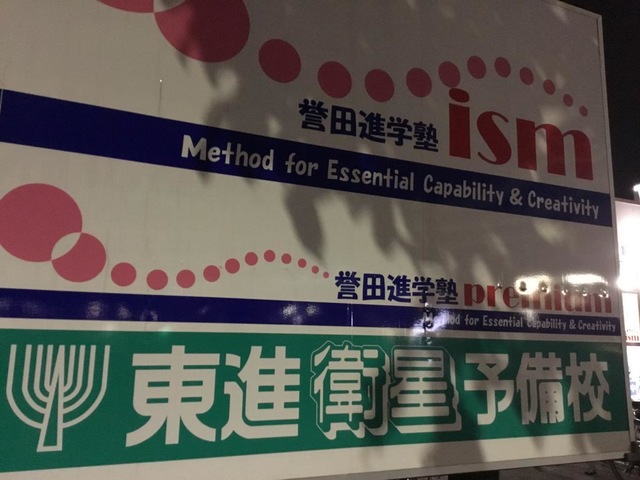 誉田進学塾 ism
Method for Essential Capability & Creativity
誉田進学塾 premium
Method for Essential Capability & Creativity
東進衛星予備校